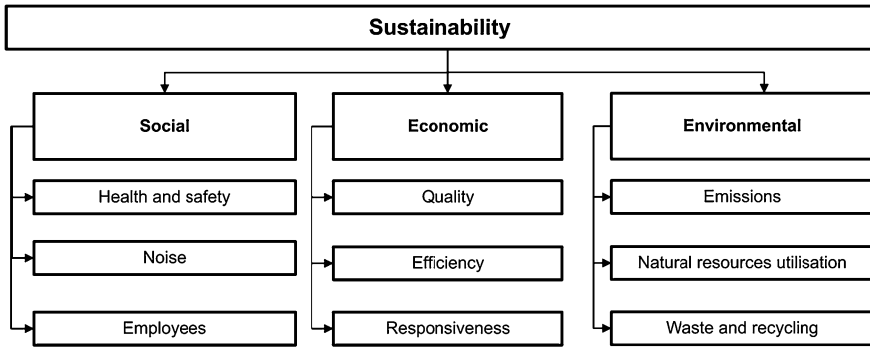 Sustainability
Social
Economic
Environmental
Health and safety
Quality
Emissions
Noise
Efficiency
Natural resources utilisation
Employees
Responsiveness
Waste and recycling